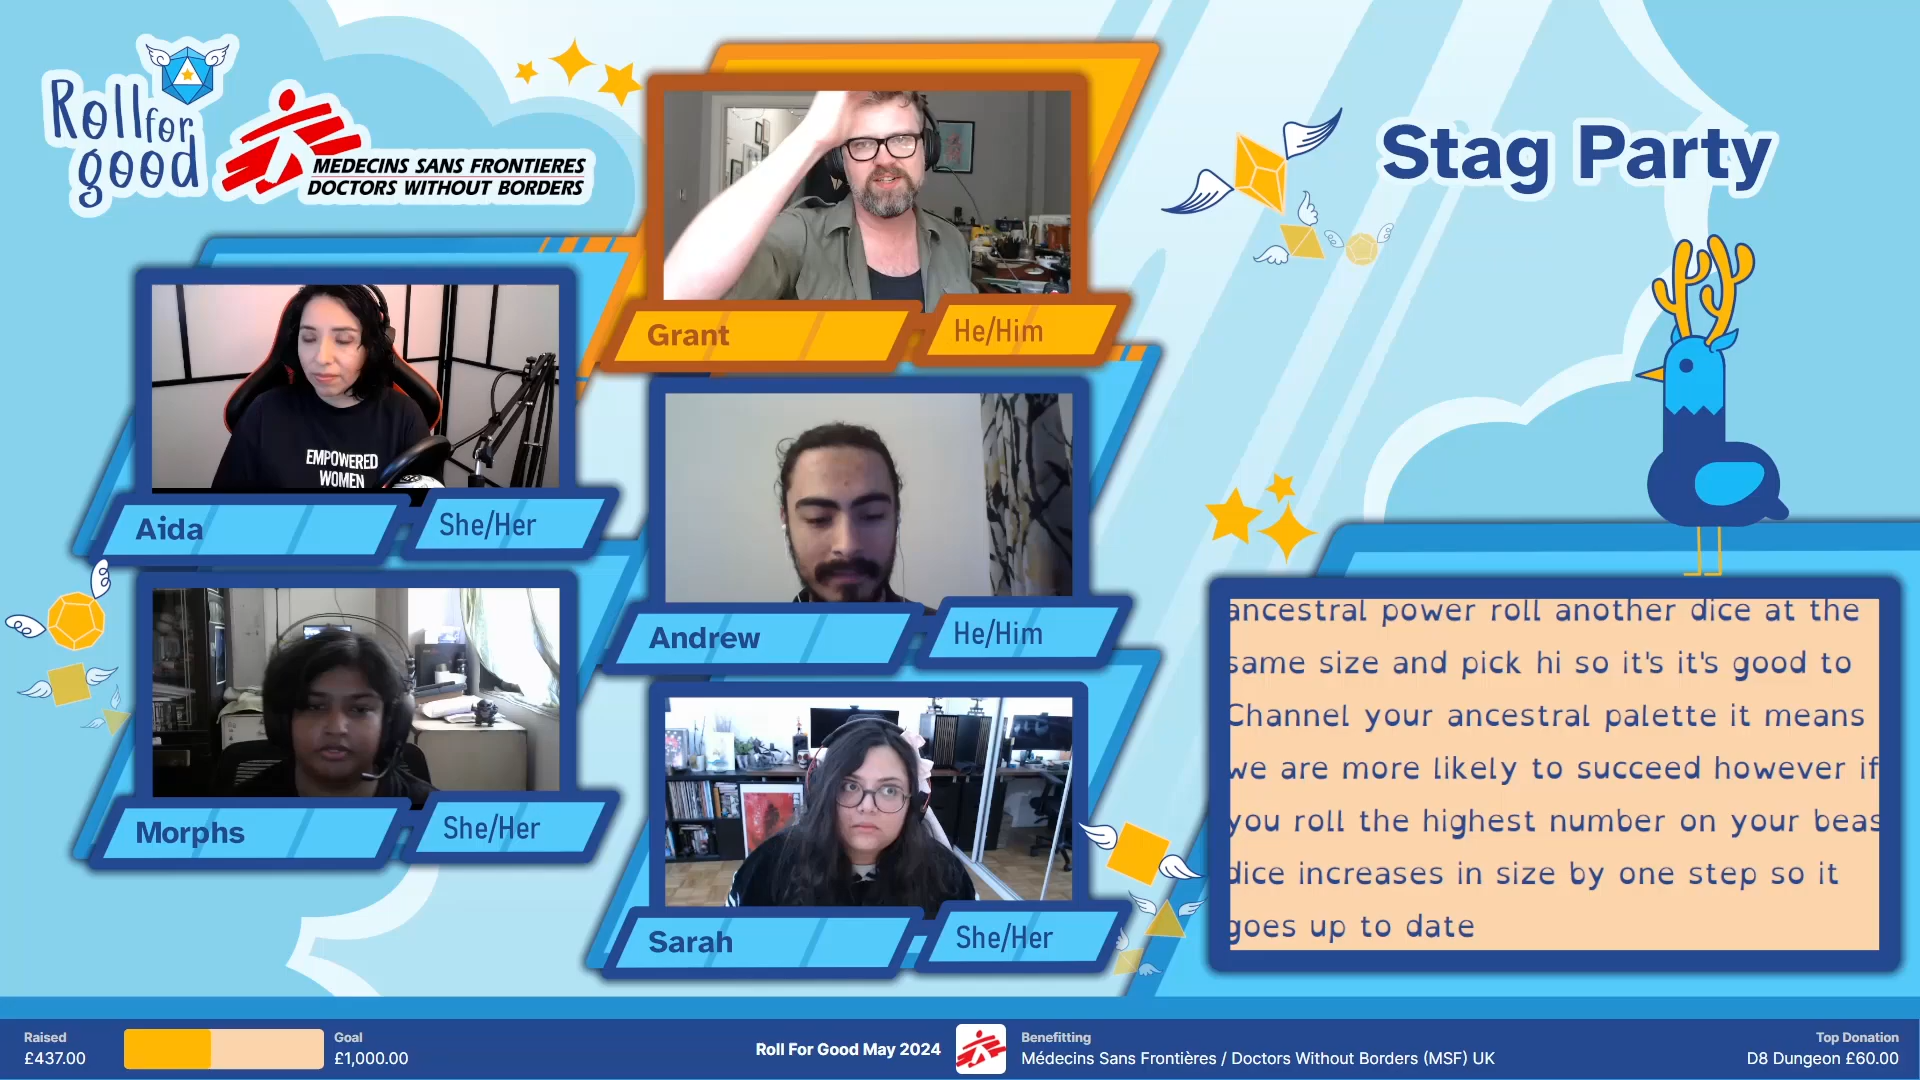 Roll for good
MEDECINS SANS FRONTIERES
DOCTORS WITHOUT BORDERS
Stag Party
Grant
He/Him
EMPOWERED
WOMEN
Aida
She/Her
Andrew
He/Him
Morphs
She/Her
Sarah
She/Her
ancestral power roll another dice at the
same size and pick hi so it's it's good to
Channel your ancestral palette it means
we are more likely to succeed however if
you roll the highest number on your beas
dice increases in size by one step so it
goes up to date
Raised
£437.00
Goal
£1,000.00
Roll For Good May 2024
Benefitting
Médecins Sans Frontières / Doctors Without Borders (MSF) UK
Top Donation
D8 Dungeon £60.00